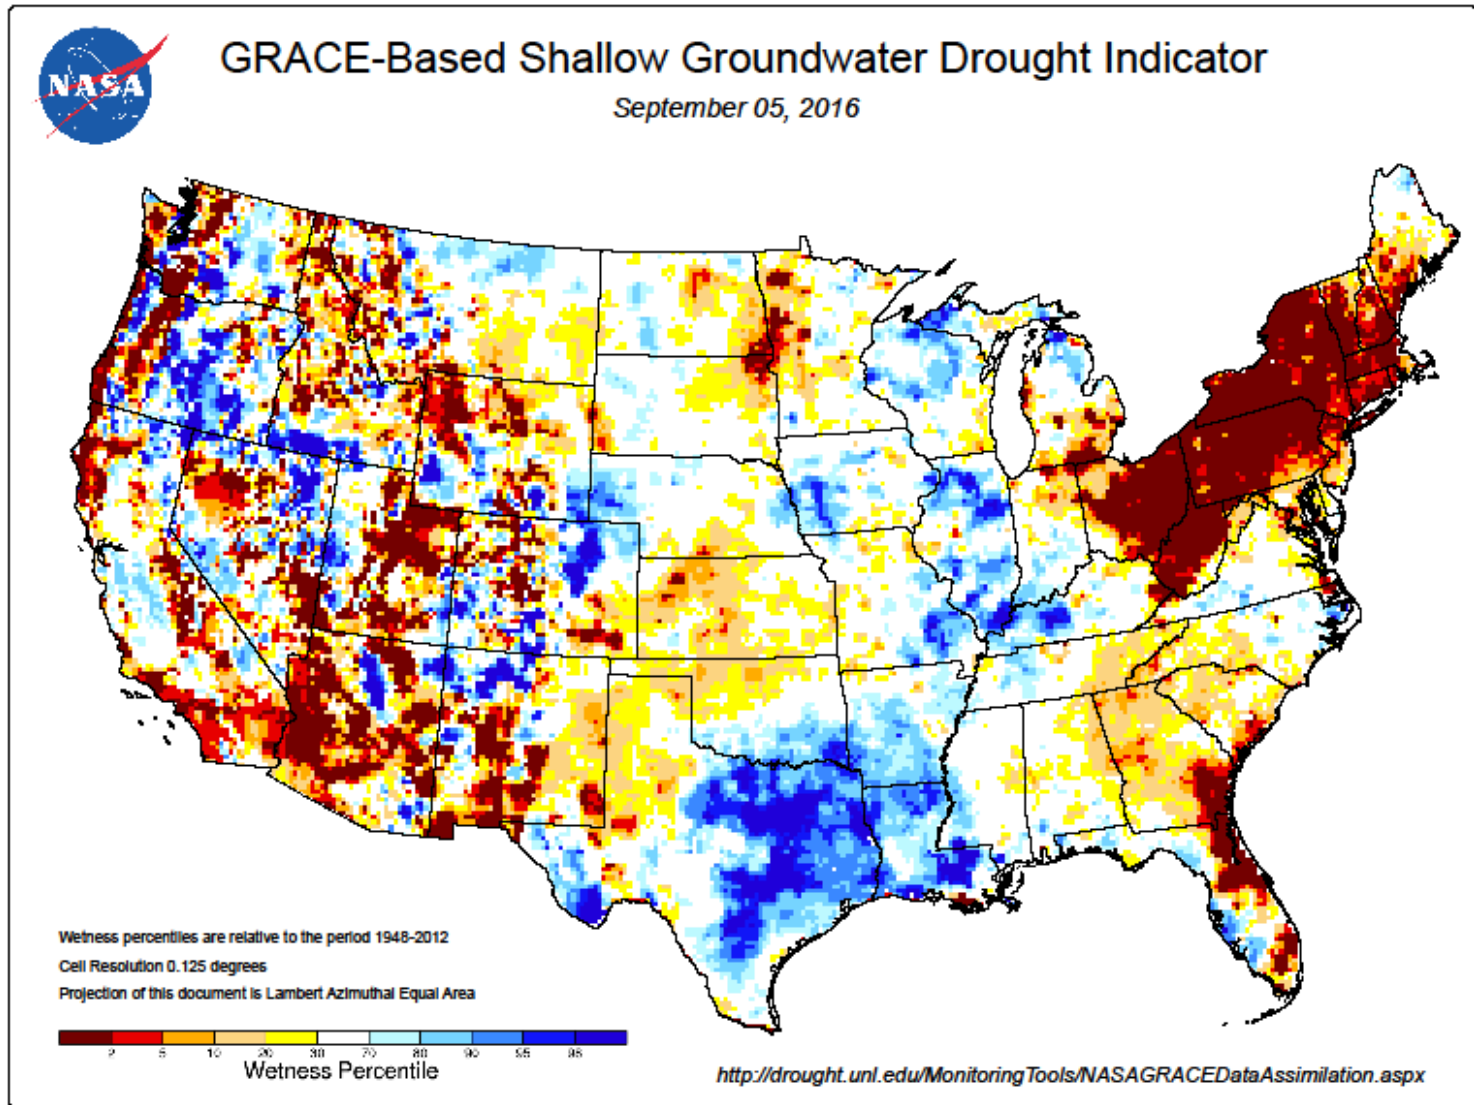 NASA
GRACE-Based Shallow Groundwater Drought Indicator
September 05, 2016
Wetness percentiles are relative to the period 1948-2012
Cell Resolution 0.125 degrees
Projection of this document is Lambert Azimuthal Equal Area
2 5 10 20 30 70 80 90 95 98
Wetness Percentile
http://drought.unl.edu/MonitoringTools/NASAGRACEDataAssimilation.aspx